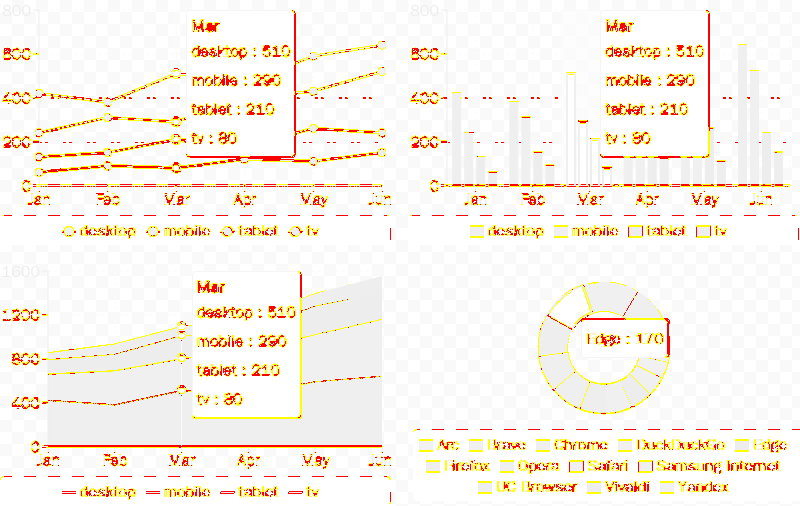 800
600
400
200
0
Jan Feb Mar Apr May Jun
Mar
desktop : 510
mobile : 290
tablet : 210
tv : 80
desktop mobile tablet tv
800
600
400
200
0
Jan Feb Mar Apr May Jun
Mar
desktop : 510
mobile : 290
tablet : 210
tv : 80
desktop mobile tablet tv
1600
1200
800
400
0
Jan Feb Mar Apr May Jun
Mar
desktop : 510
mobile : 290
tablet : 210
tv : 80
desktop mobile tablet tv
Edge : 170
Arc Brave Chrome DuckDuckGo Edge
Firefox Opera Safari Samsung Internet
UC Browser Vivaldi Yandex